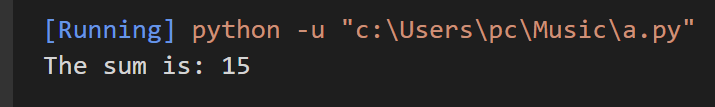 [Running] python -u "c:\Users\pc\Music\a.py"
The sum is: 15